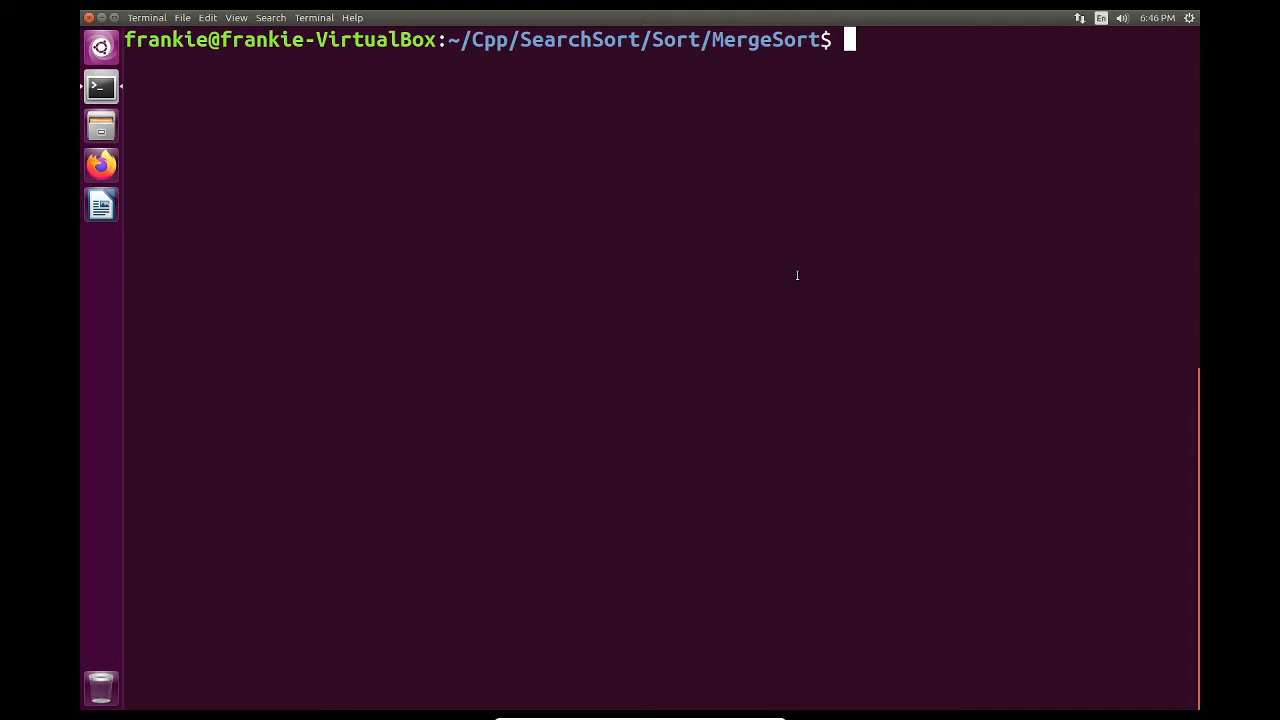 Terminal File Edit View Search Terminal Help En 6:46 PM
frankie@frankie-VirtualBox:~/Cpp/SearchSort/Sort/MergeSort$